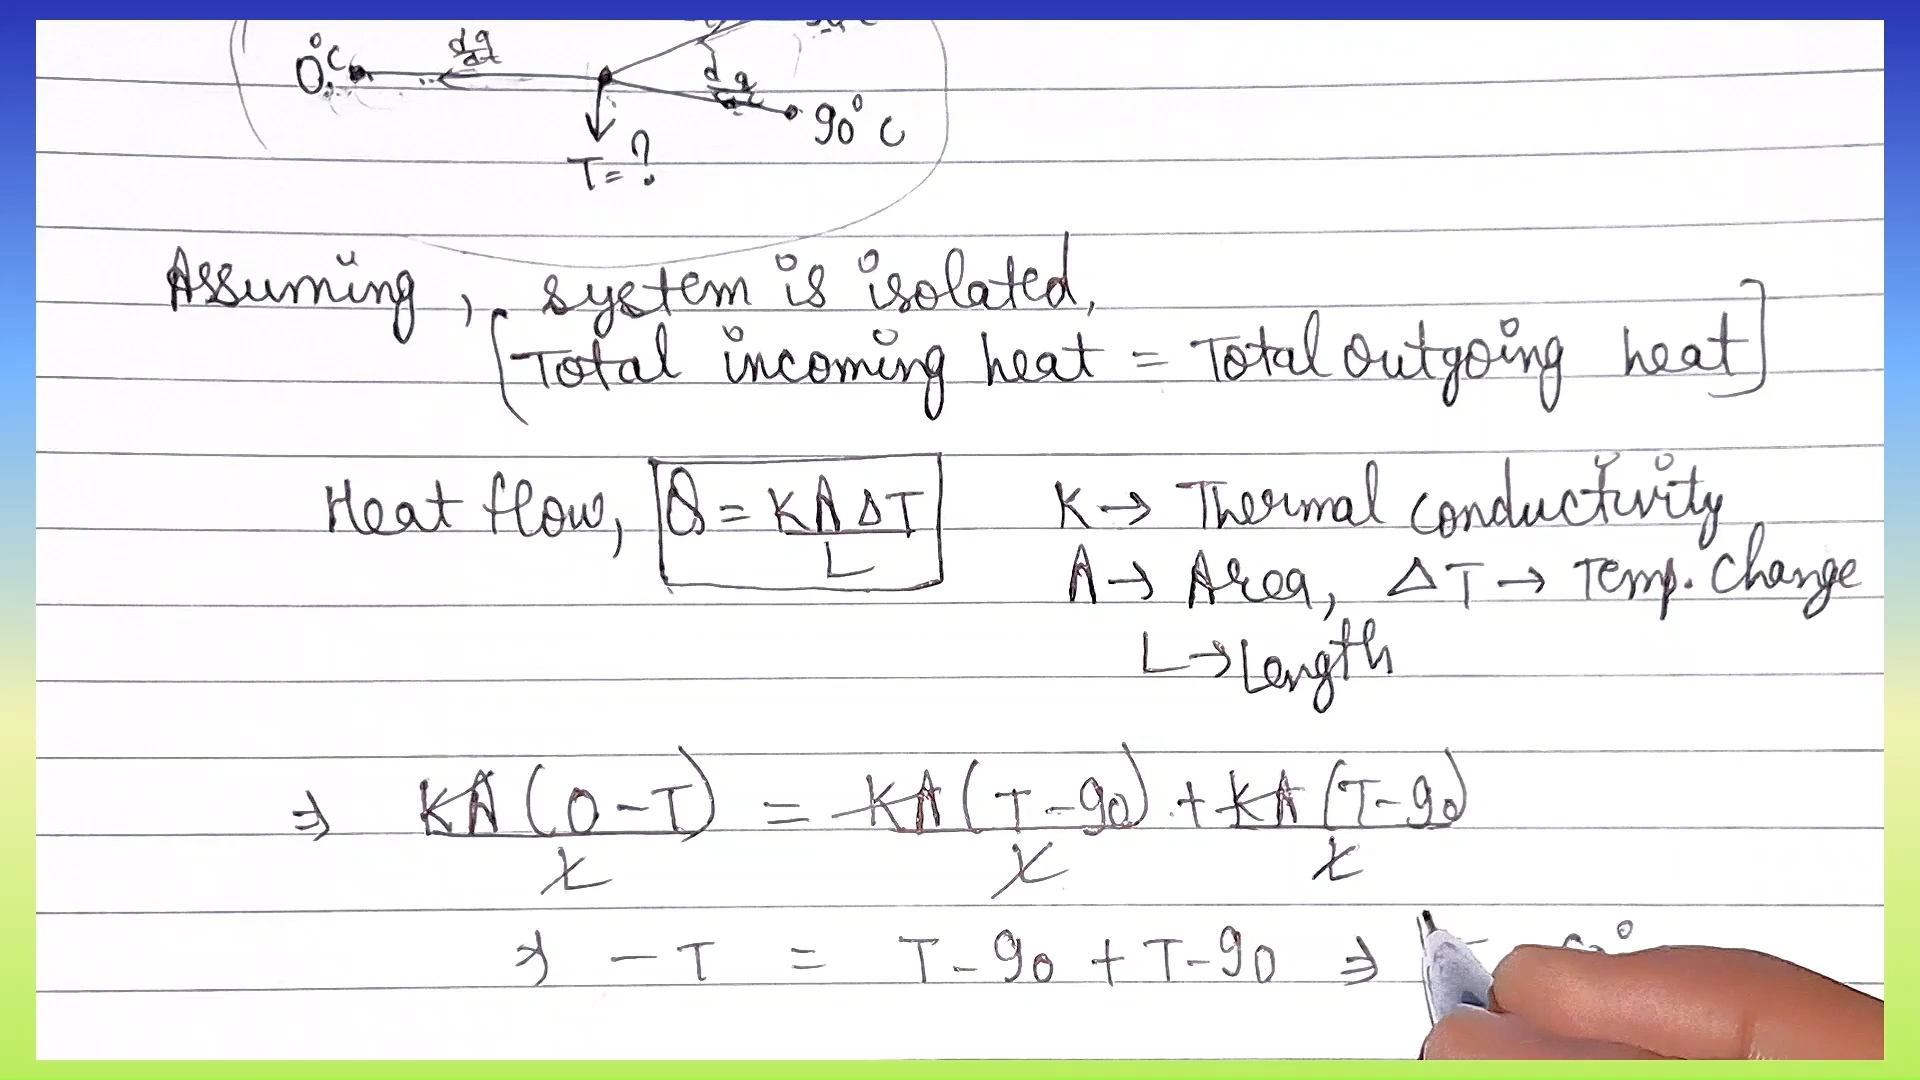 0°C dq/dt
dq/dt 90°C
T=?
Assuming, system is isolated,
[Total incoming heat = Total outgoing heat]
Heat flow, Q = KAΔT/L K → Thermal conductivity
A → Area, ΔT → Temp. Change
L → Length
⇒ KA(0-T)/L = KA(T-90)/L + KA(T-90)/L
⇒ -T = T-90 + T-90 ⇒